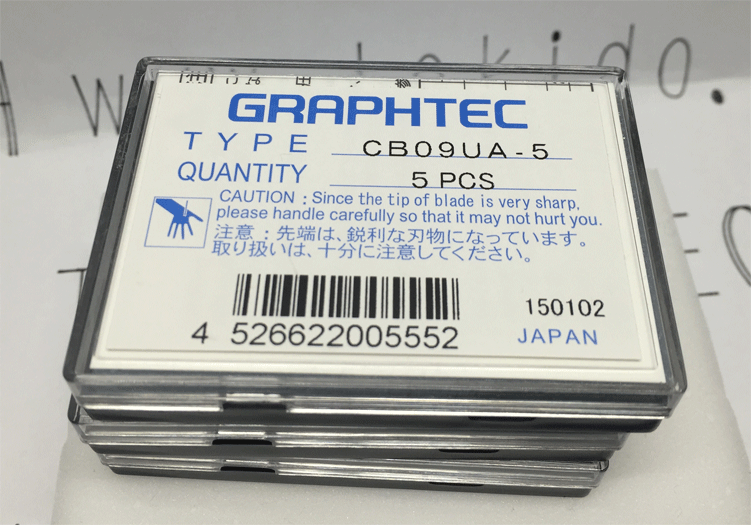 GRAPHTEC
TYPE CB09UA-5
QUANTITY 5 PCS
CAUTION : Since the tip of blade is very sharp,
please handle carefully so that it may not hurt you.
注意：先端は、鋭利な刃物になっています。
取り扱いは、十分に注意してください。
150102
4 526622005552
JAPAN